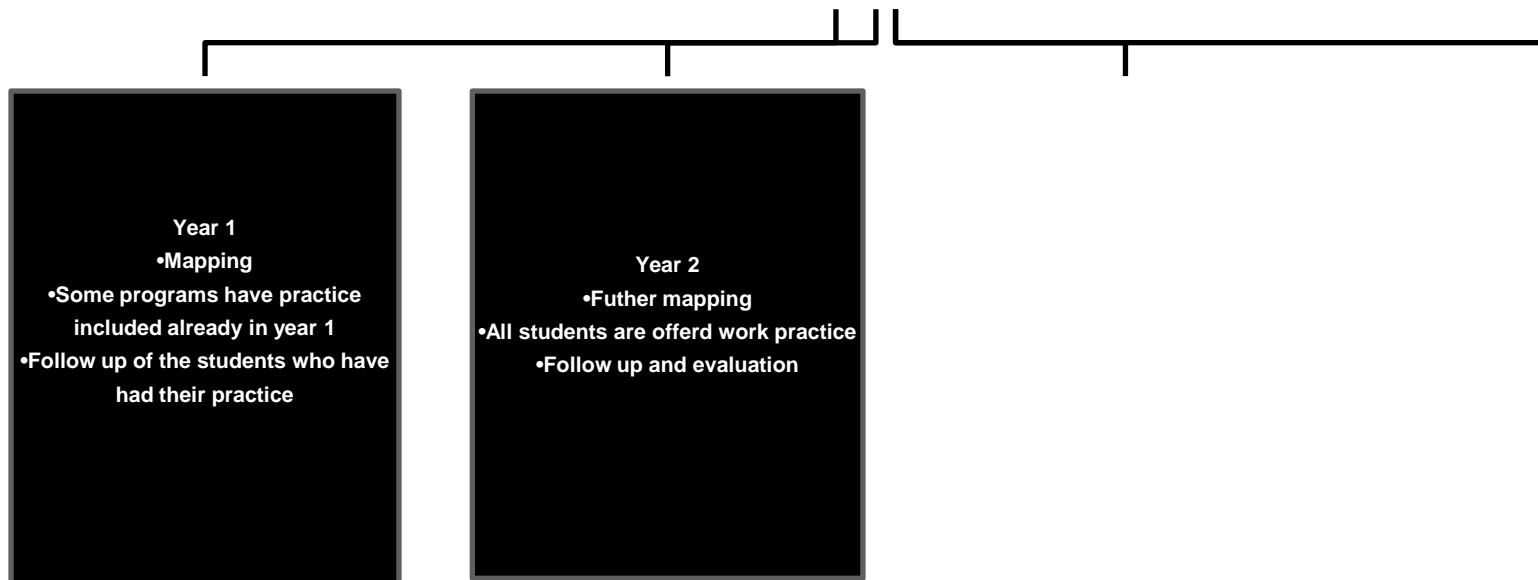 Year 1
•Mapping
•Some programs have practice
included already in year 1
•Follow up of the students who have
had their practice
Year 2
•Futher mapping
•All students are offerd work practice
•Follow up and evaluation